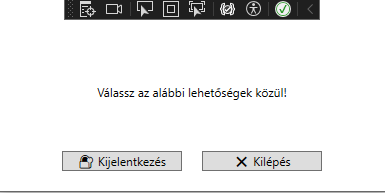 Válassz az alábbi lehetőségek közül!
Kijelentkezés
Kilépés